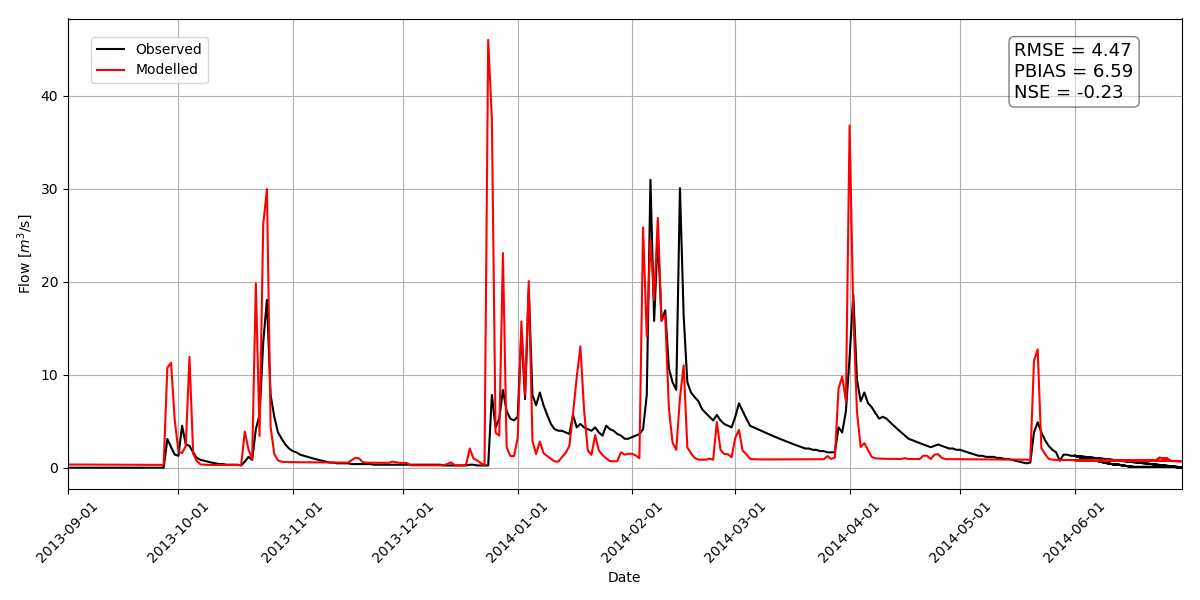 Observed
Modelled
RMSE = 4.47
PBIAS = 6.59
NSE = -0.23
Flow [m³/s]
40
30
20
10
0
2013-09-01
2013-10-01
2013-11-01
2013-12-01
2014-01-01
2014-02-01
2014-03-01
2014-04-01
2014-05-01
2014-06-01
Date